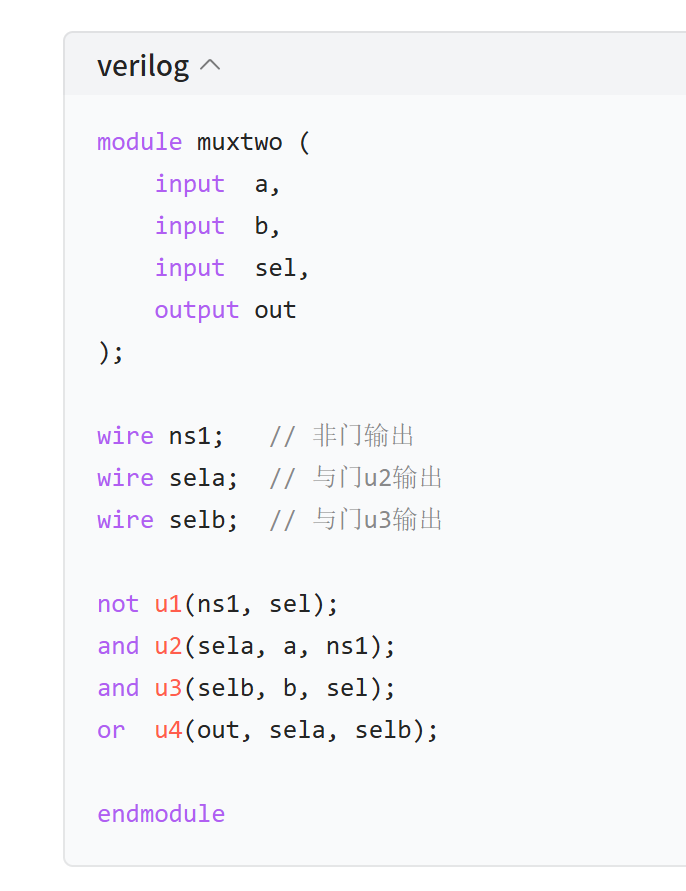 verilog
module muxtwo (
    input  a,
    input  b,
    input  sel,
    output out
);
wire ns1;   // 非门输出
wire sela;  // 与门u2输出
wire selb;  // 与门u3输出
not u1(ns1, sel);
and u2(sela, a, ns1);
and u3(selb, b, sel);
or  u4(out, sela, selb);
endmodule